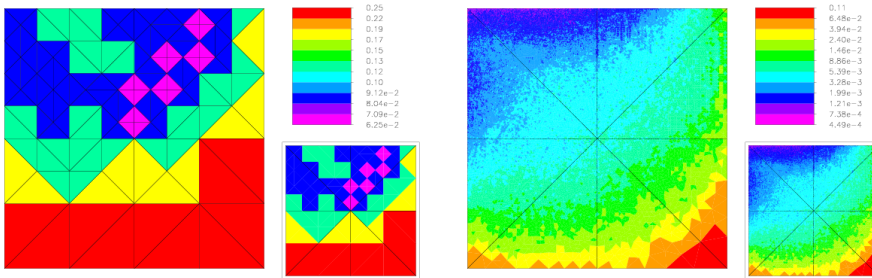 0.25
0.22
0.19
0.17
0.15
0.13
0.12
0.10
9.12e-2
8.04e-2
7.09e-2
6.25e-2
0.11
6.48e-2
3.94e-2
2.40e-2
1.46e-2
8.86e-3
5.39e-3
3.28e-3
1.99e-3
1.21e-3
7.38e-4
4.49e-4